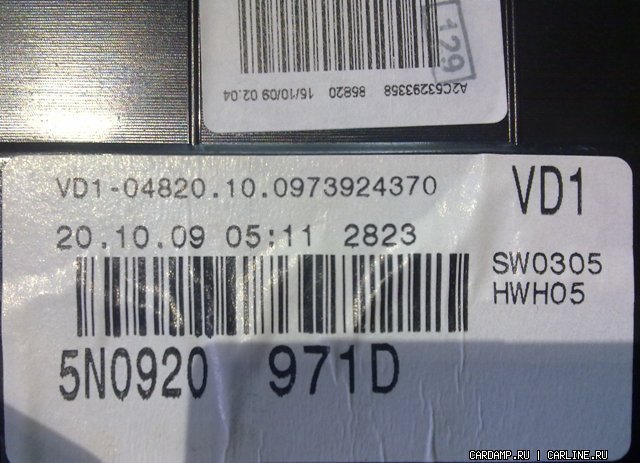 129
A2C53293358 85820 15/10/09 02.04
VD1-04820.10.0973924370
VD1
20.10.09 05:11 2823
SW0305
HWH05
5N0920 971D
CARDAMP.RU | CARLINE.RU